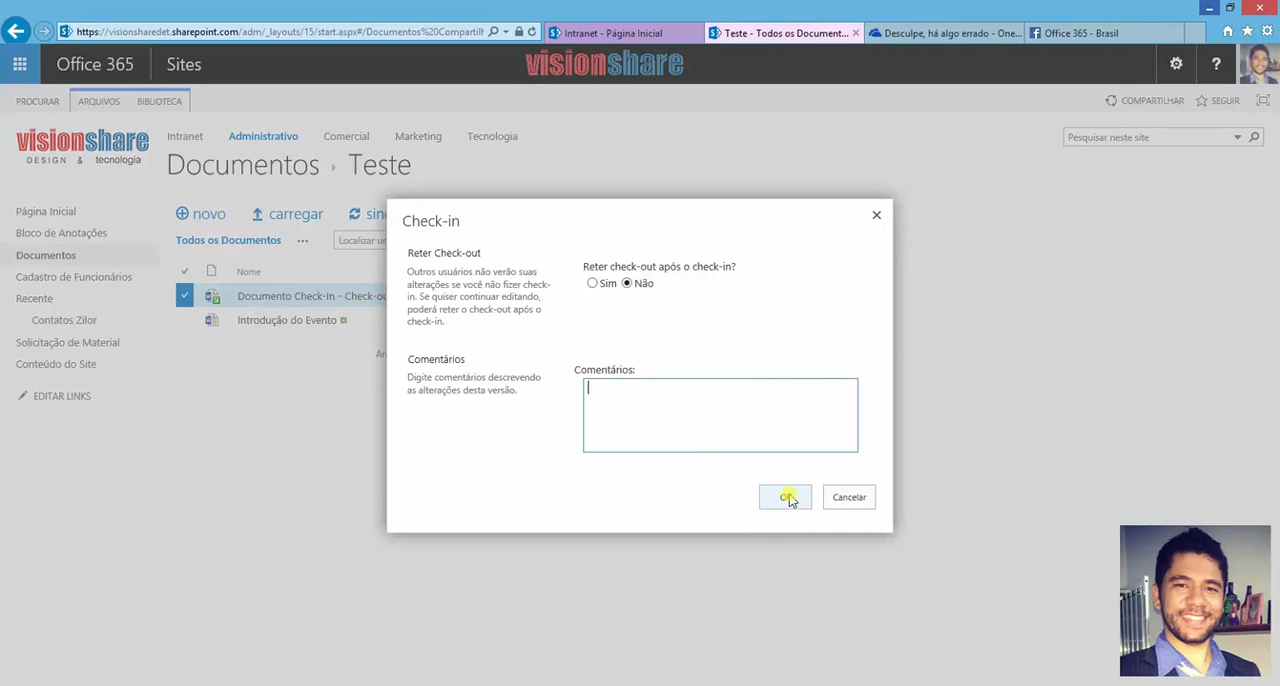 https://visionsharedet.sharepoint.com/adm/_layouts/15/start.aspx#/Documentos%20Compartilh
Intranet - Página Inicial
Teste - Todos os Document...
Desculpe, há algo errado - One...
Office 365 - Brasil
Office 365
Sites
visionshare
?
PROCURAR
ARQUIVOS
BIBLIOTECA
COMPARTILHAR
SEGUIR
visionshare
DESIGN & tecnologia
Intranet
Administrativo
Comercial
Marketing
Tecnologia
Pesquisar neste site
Documentos › Teste
Página Inicial
Bloco de Anotações
Documentos
Cadastro de Funcionários
Recente
Contatos Zilor
Solicitação de Material
Conteúdo do Site
EDITAR LINKS
novo
carregar
sin
Todos os Documentos
...
Localizar u
Nome
Documento Check-In - Check-ou
Introdução do Evento
Check-in
Reter Check-out
Outros usuários não verão suas
alterações se você não fizer check-
in. Se quiser continuar editando,
poderá reter o check-out após o
check-in.
Reter check-out após o check-in?
Sim
Não
Comentários
Digite comentários descrevendo
as alterações desta versão.
Comentários:
Cancelar